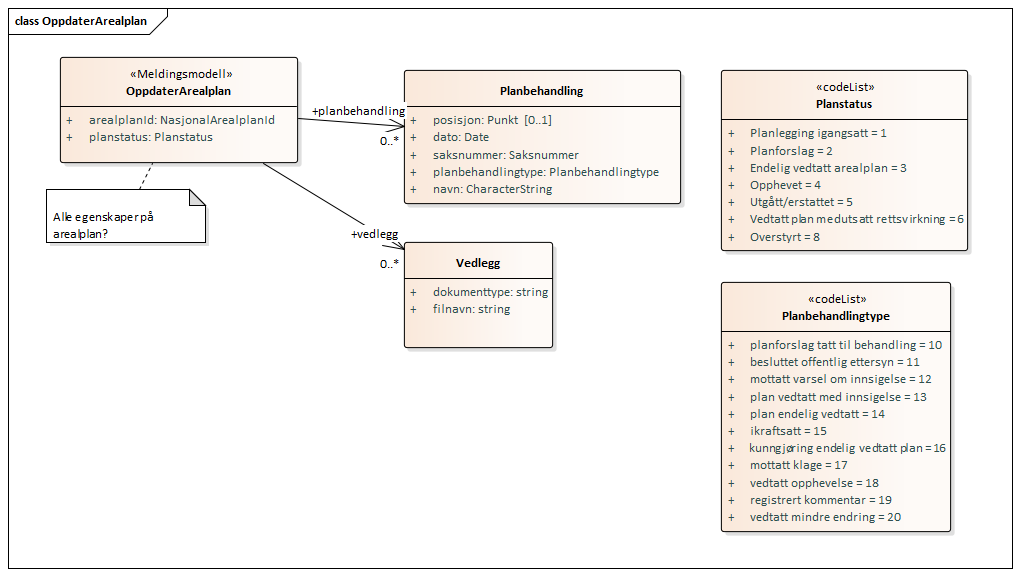 class OppdaterArealplan
«Meldingsmodell»
OppdaterArealplan
+ arealplanId: NasjonalArealplanId
+ planstatus: Planstatus
Alle egenskaper på
arealplan?
+planbehandling
0..*
+vedlegg
0..*
Planbehandling
+ posisjon: Punkt [0..1]
+ dato: Date
+ saksnummer: Saksnummer
+ planbehandlingtype: Planbehandlingtype
+ navn: CharacterString
Vedlegg
+ dokumenttype: string
+ filnavn: string
«codeList»
Planstatus
+ Planlegging igangsatt = 1
+ Planforslag = 2
+ Endelig vedtatt arealplan = 3
+ Opphevet = 4
+ Utgått/erstattet = 5
+ Vedtatt plan med utsatt rettsvirkning = 6
+ Overstyrt = 8
«codeList»
Planbehandlingtype
+ planforslag tatt til behandling = 10
+ besluttet offentlig ettersyn = 11
+ mottatt varsel om innsigelse = 12
+ plan vedtatt med innsigelse = 13
+ plan endelig vedtatt = 14
+ ikraftsatt = 15
+ kunngjøring endelig vedtatt plan = 16
+ mottatt klage = 17
+ vedtatt opphevelse = 18
+ registrert kommentar = 19
+ vedtatt mindre endring = 20